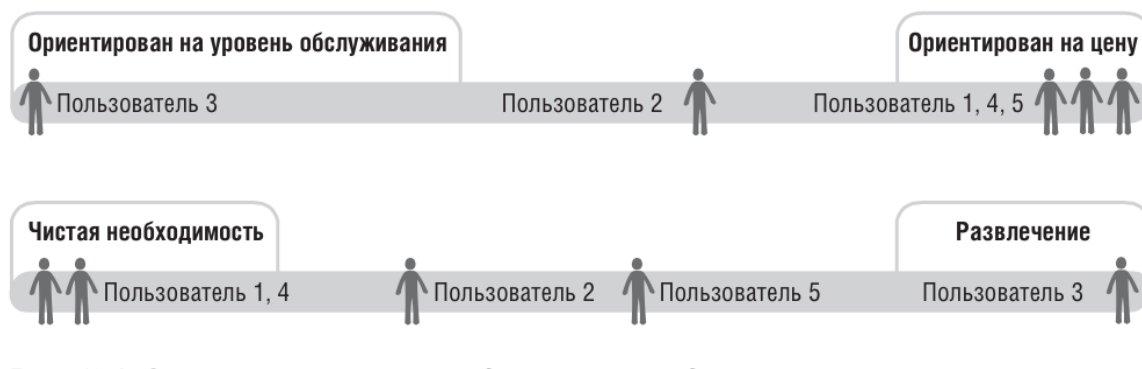 Ориентирован на уровень обслуживания
Ориентирован на цену
Пользователь 3
Пользователь 2
Пользователь 1, 4, 5
Чистая необходимость
Развлечение
Пользователь 1, 4
Пользователь 2
Пользователь 5
Пользователь 3